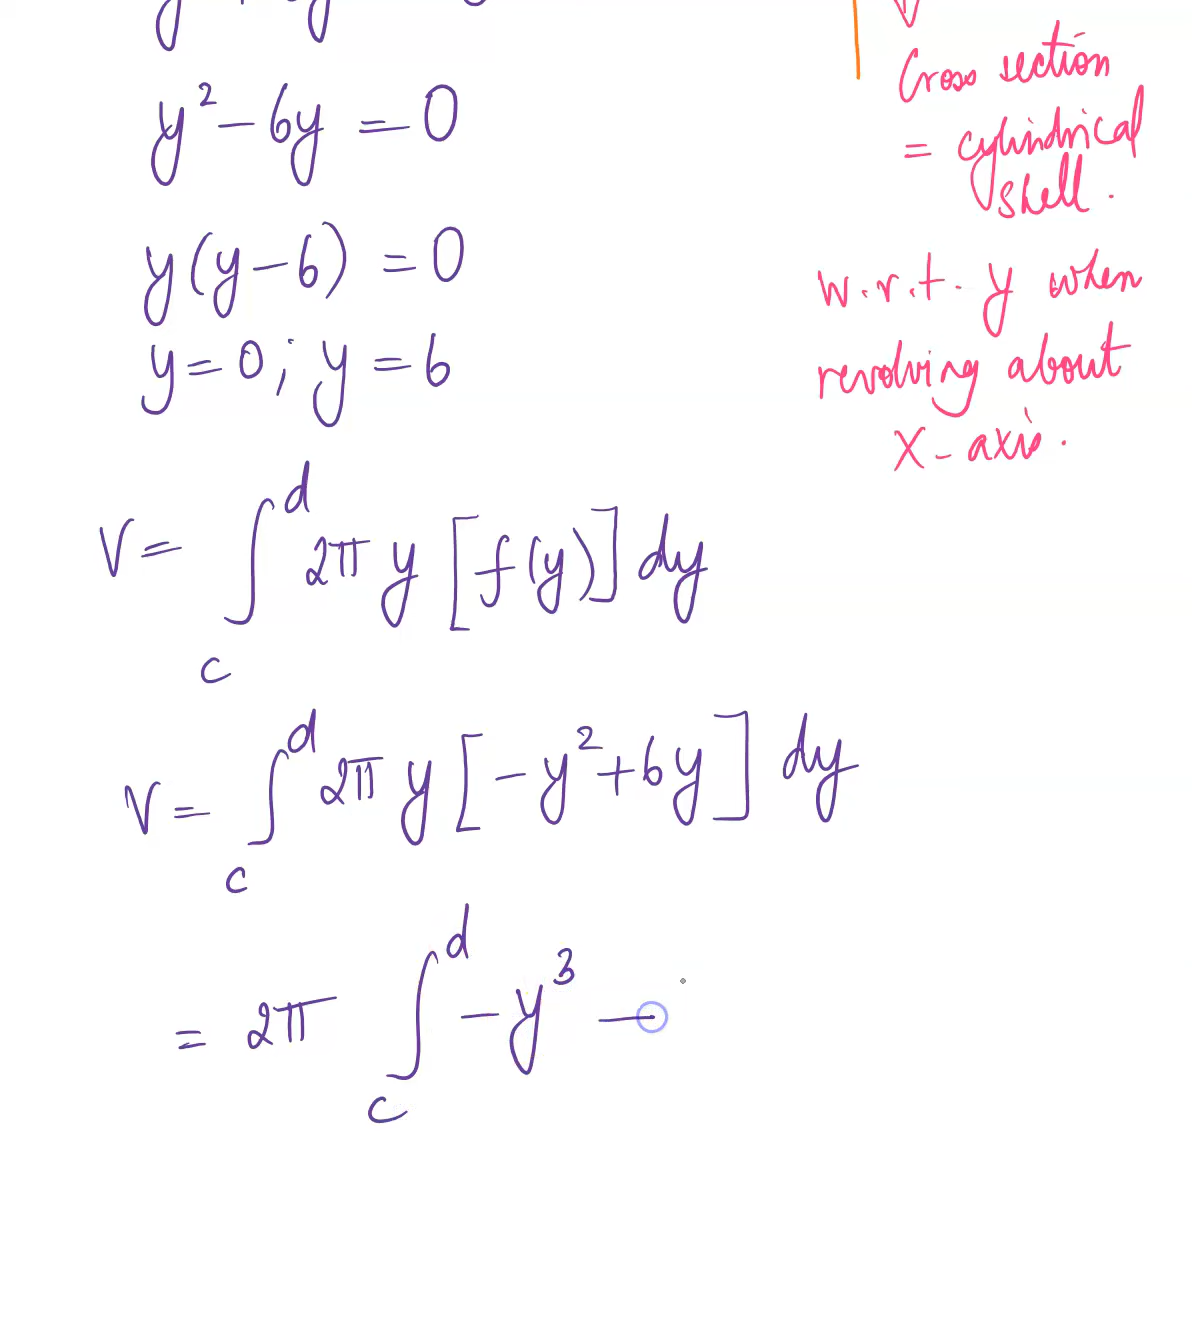 y² - 6y = 0
y(y-6) = 0
y = 0 ; y = 6
V = ∫_c^d 2π y [f(y)] dy
V = ∫_c^d 2π y [-y² + 6y] dy
= 2π ∫_c^d -y³ —
Cross section
= cylindrical
shell.
w.r.t. y when
revolving about
X-axis.